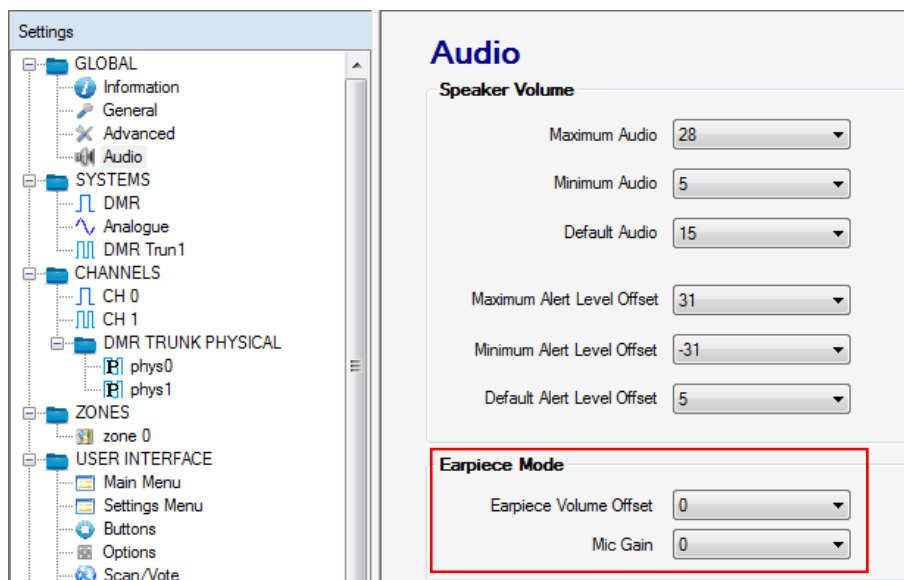 Settings
GLOBAL
Information
General
Advanced
Audio
SYSTEMS
DMR
Analogue
DMR Trun1
CHANNELS
CH 0
CH 1
DMR TRUNK PHYSICAL
phys0
phys1
ZONES
zone 0
USER INTERFACE
Main Menu
Settings Menu
Buttons
Options
Scan/Vote
Audio
Speaker Volume
Maximum Audio 28
Minimum Audio 5
Default Audio 15
Maximum Alert Level Offset 31
Minimum Alert Level Offset -31
Default Alert Level Offset 5
Earpiece Mode
Earpiece Volume Offset 0
Mic Gain 0